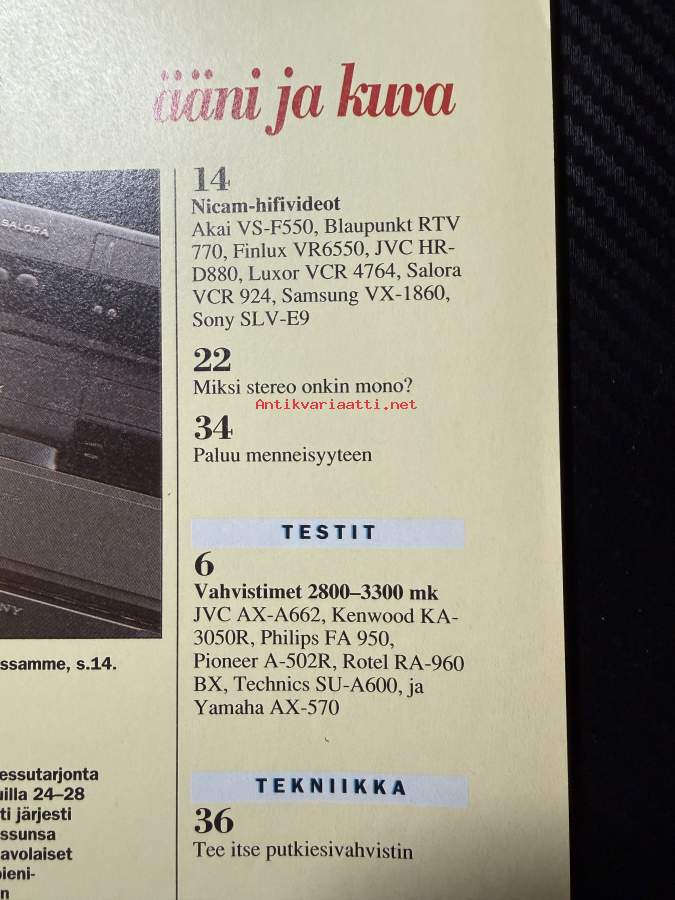 ääni ja kuva
SALORA
14
Nicam-hifivideot
Akai VS-F550, Blaupunkt RTV
770, Finlux VR6550, JVC HR-
D880, Luxor VCR 4764, Salora
VCR 924, Samsung VX-1860,
Sony SLV-E9
22
Miksi stereo onkin mono?
Antikvariaatti.net
34
Paluu menneisyyteen
TESTIT
6
Vahvistimet 2800–3300 mk
JVC AX-A662, Kenwood KA-
3050R, Philips FA 950,
Pioneer A-502R, Rotel RA-960
BX, Technics SU-A600, ja
Yamaha AX-570
TEKNIIKKA
36
Tee itse putkiesivahvistin
NY
ssamme, s.14.
essutarjonta
uilla 24–28
ti järjesti
ssunsa
avolaiset
pieni-
n